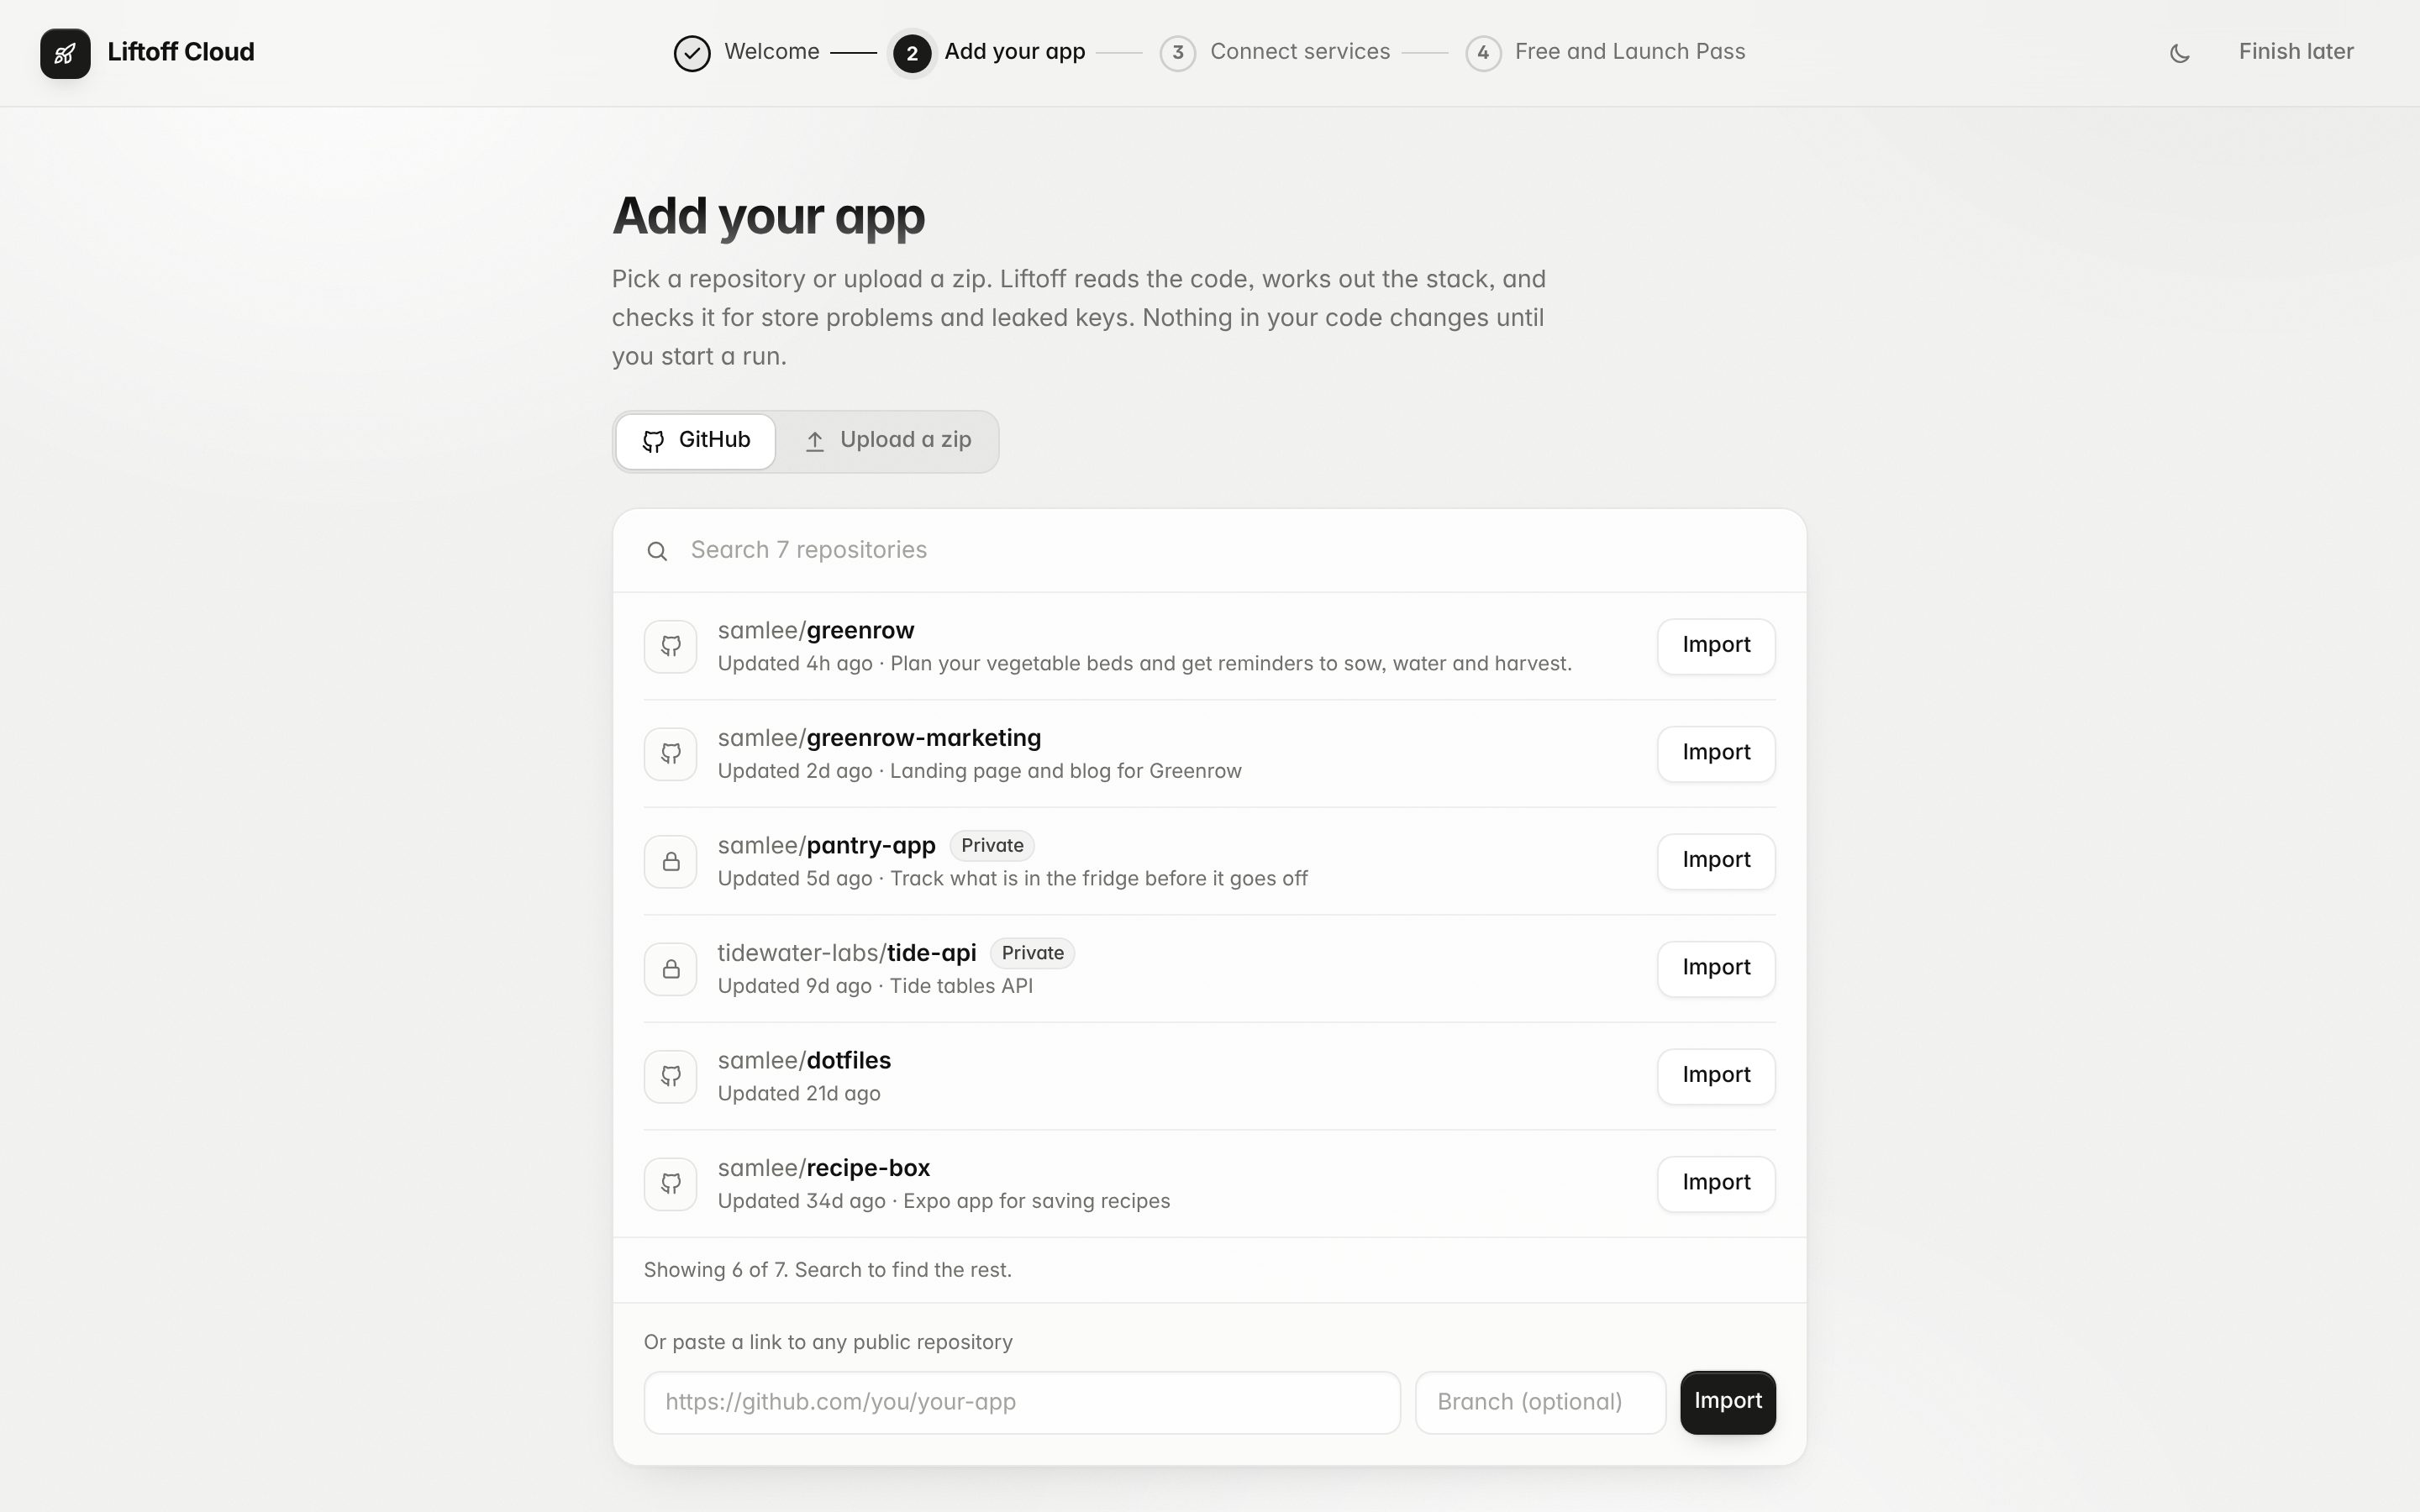 Liftoff Cloud
Welcome
2 Add your app
3 Connect services
4 Free and Launch Pass
Finish later
Add your app
Pick a repository or upload a zip. Liftoff reads the code, works out the stack, and
checks it for store problems and leaked keys. Nothing in your code changes until
you start a run.
GitHub
Upload a zip
Search 7 repositories
samlee/greenrow
Updated 4h ago · Plan your vegetable beds and get reminders to sow, water and harvest.
Import
samlee/greenrow-marketing
Updated 2d ago · Landing page and blog for Greenrow
Import
samlee/pantry-app Private
Updated 5d ago · Track what is in the fridge before it goes off
Import
tidewater-labs/tide-api Private
Updated 9d ago · Tide tables API
Import
samlee/dotfiles
Updated 21d ago
Import
samlee/recipe-box
Updated 34d ago · Expo app for saving recipes
Import
Showing 6 of 7. Search to find the rest.
Or paste a link to any public repository
https://github.com/you/your-app
Branch (optional)
Import